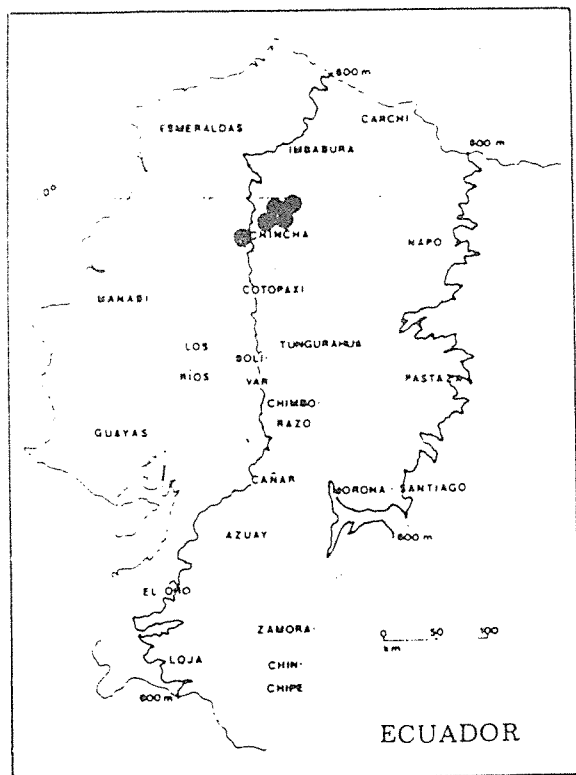 600 m
CARCHI
ESMERALDAS
IMBABURA
600 m
0°
CHINCHA
NAPO
COTOPAXI
MANABI
LOS
TUNGURAHUA
BOLI-
RÍOS
VAR
PASTAZA
CHIMBO-
RAZO
GUAYAS
CAÑAR
MORONA-SANTIAGO
AZUAY
600 m
EL ORO
ZAMORA-
0 50 100
km
LOJA
CHIN-
CHIPE
600 m
ECUADOR